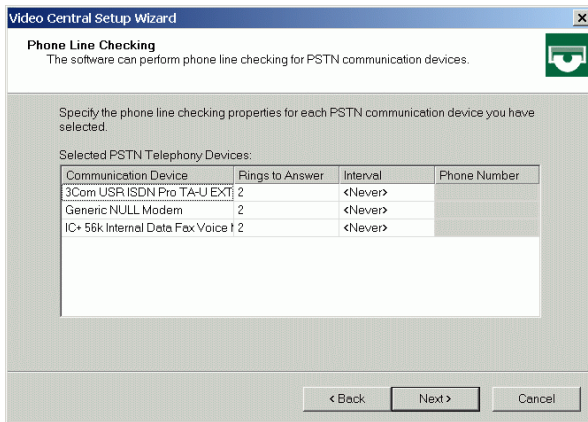 Video Central Setup Wizard
Phone Line Checking
The software can perform phone line checking for PSTN communication devices.
Specify the phone line checking properties for each PSTN communication device you have
selected.
Selected PSTN Telephony Devices:
Communication Device Rings to Answer Interval Phone Number
3Com USR ISDN Pro TA-U EXT 2 <Never>
Generic NULL Modem 2 <Never>
IC+ 56k Internal Data Fax Voice 2 <Never>
< Back Next > Cancel